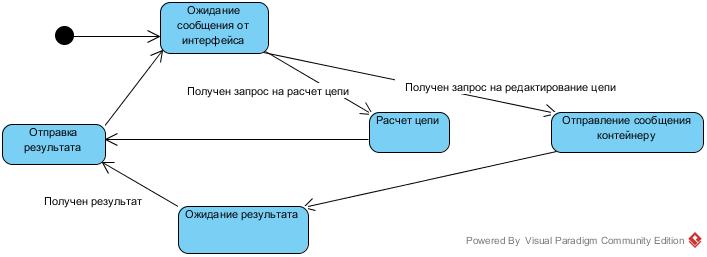 Ожидание
сообщения от
интерфейса
Получен запрос на расчет цепи
Получен запрос на редактирование цепи
Отправка
результата
Расчет цепи
Отправление сообщения
контейнеру
Получен результат
Ожидание результата
Powered By Visual Paradigm Community Edition